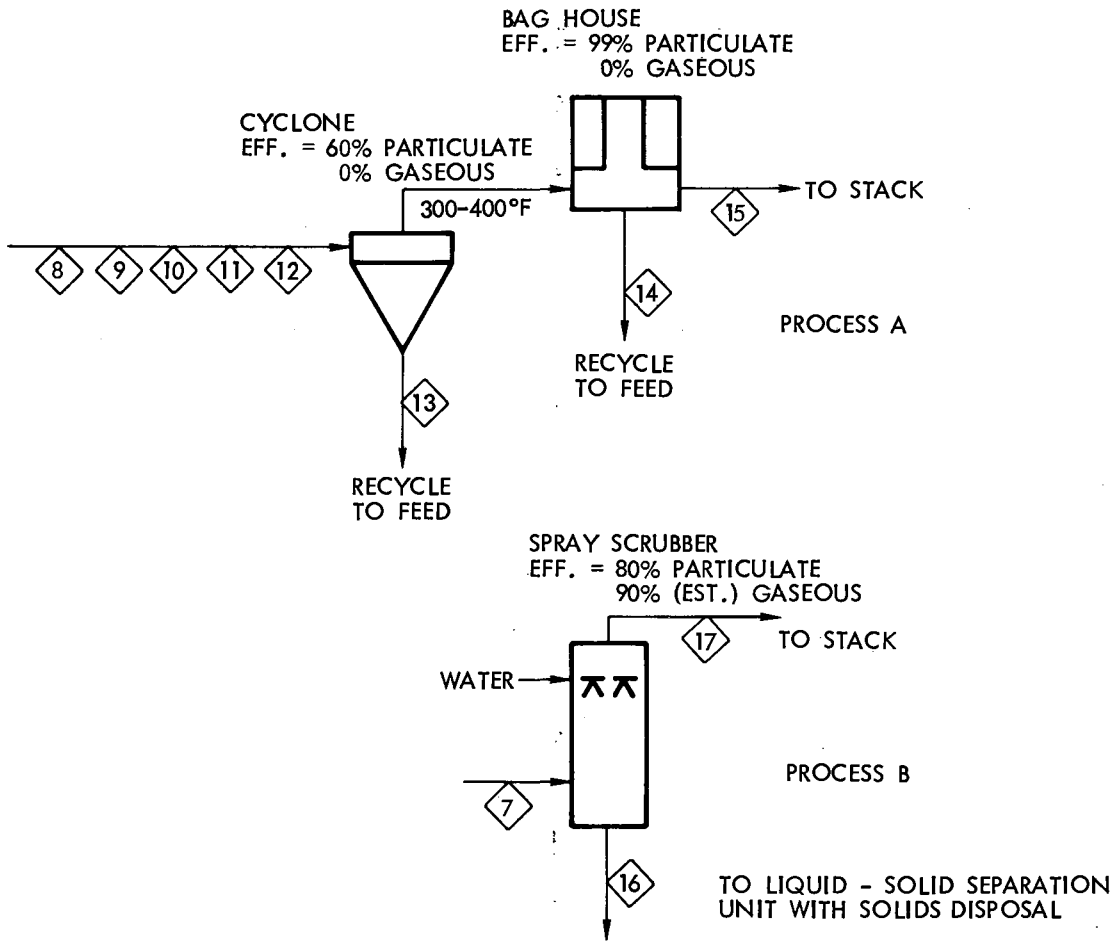 BAG HOUSE
EFF. = 99% PARTICULATE
0% GASEOUS
CYCLONE
EFF. = 60% PARTICULATE
0% GASEOUS
300-400°F
TO STACK
15
8
9
10
11
12
14
PROCESS A
RECYCLE
TO FEED
13
RECYCLE
TO FEED
SPRAY SCRUBBER
EFF. = 80% PARTICULATE
90% (EST.) GASEOUS
17
TO STACK
WATER
PROCESS B
7
16
TO LIQUID - SOLID SEPARATION
UNIT WITH SOLIDS DISPOSAL